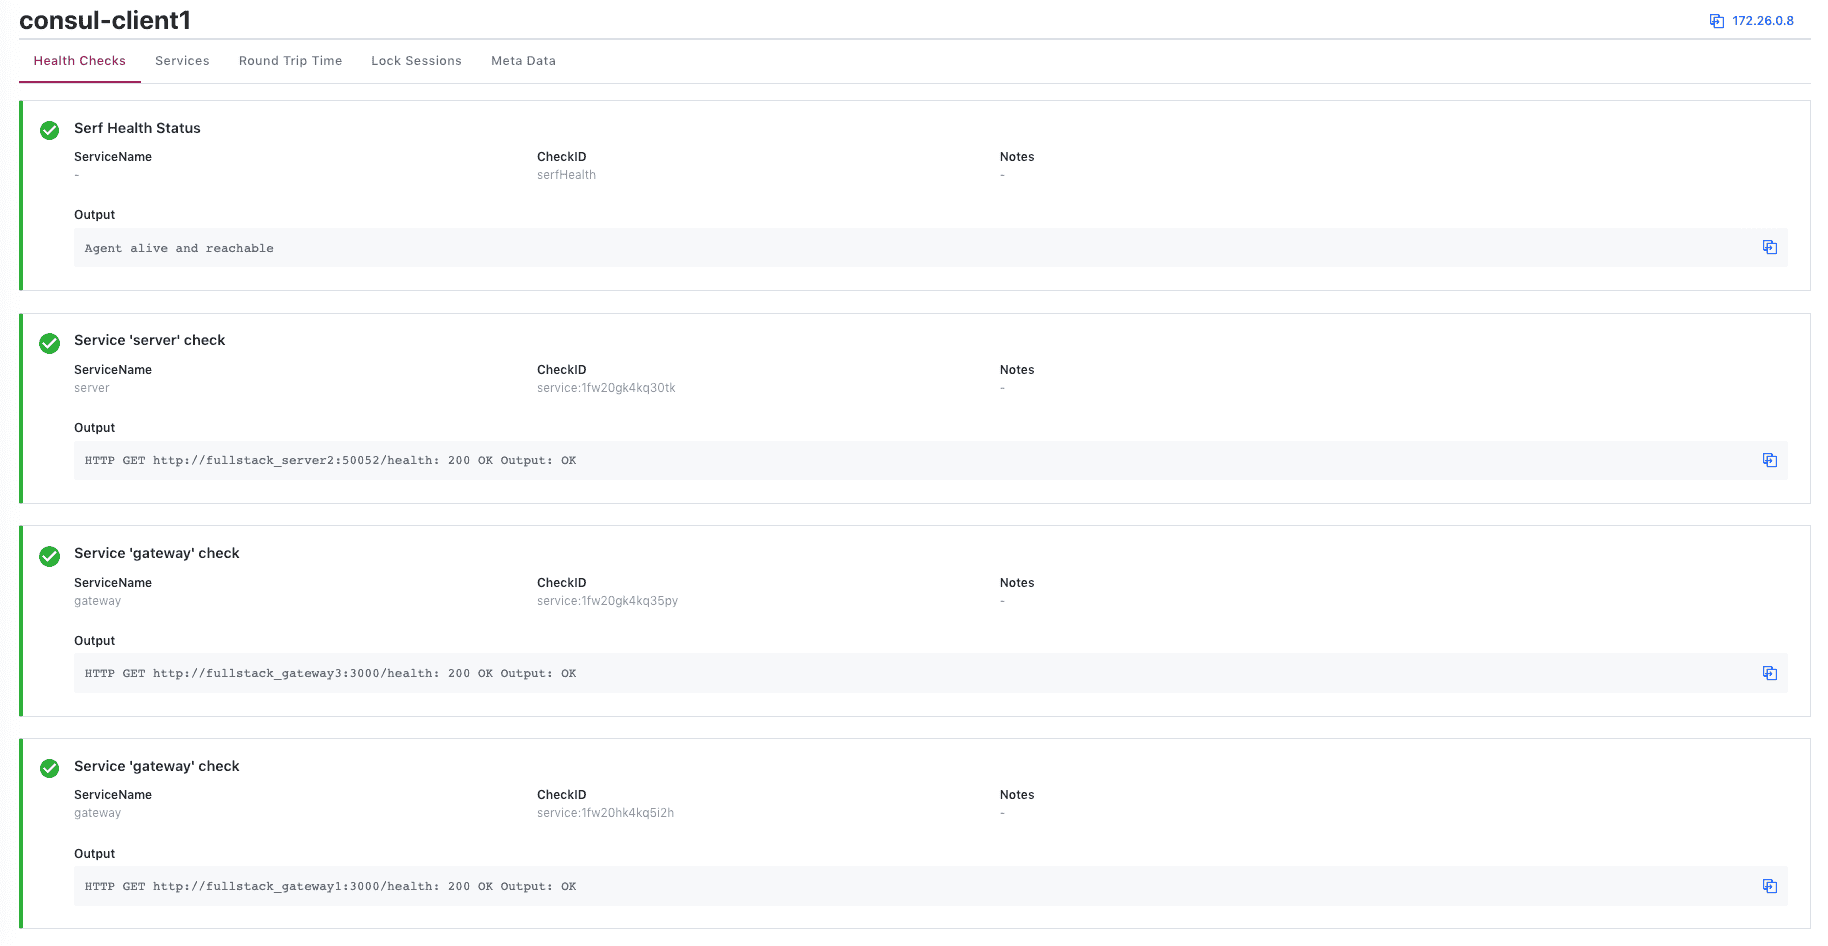 consul-client1
172.26.0.8
Health Checks Services Round Trip Time Lock Sessions Meta Data
Serf Health Status
ServiceName CheckID Notes
- serfHealth -
Output
Agent alive and reachable
Service 'server' check
ServiceName CheckID Notes
server service:1fw20gk4kq30tk -
Output
HTTP GET http://fullstack_server2:50052/health: 200 OK Output: OK
Service 'gateway' check
ServiceName CheckID Notes
gateway service:1fw20gk4kq35py -
Output
HTTP GET http://fullstack_gateway3:3000/health: 200 OK Output: OK
Service 'gateway' check
ServiceName CheckID Notes
gateway service:1fw20hk4kq5i2h -
Output
HTTP GET http://fullstack_gateway1:3000/health: 200 OK Output: OK